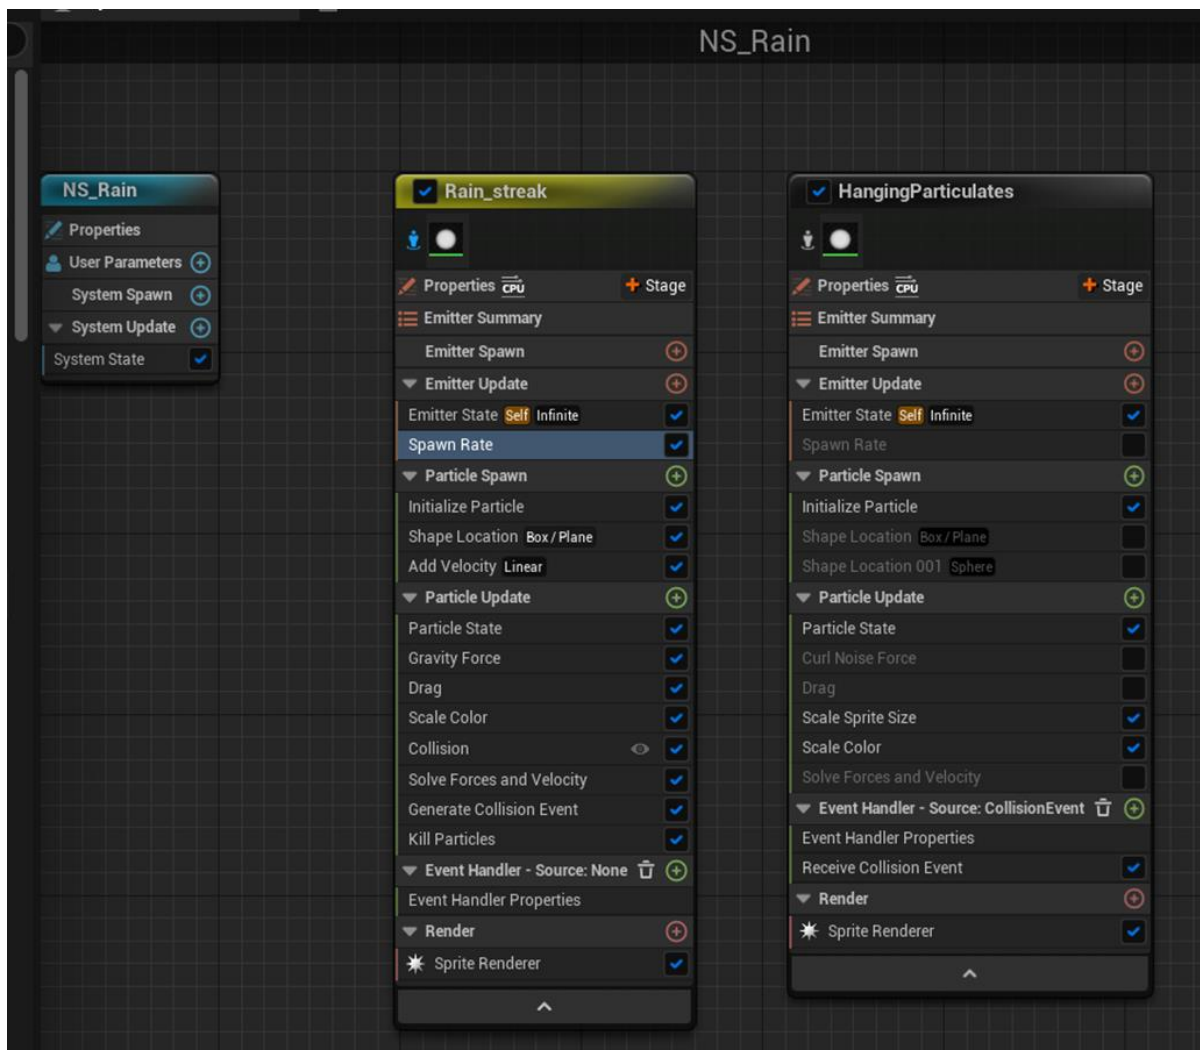 NS_Rain
NS_Rain
Properties
User Parameters
System Spawn
System Update
System State
Rain_streak
Properties CPU Stage
Emitter Summary
Emitter Spawn
Emitter Update
Emitter State Self Infinite
Spawn Rate
Particle Spawn
Initialize Particle
Shape Location Box / Plane
Add Velocity Linear
Particle Update
Particle State
Gravity Force
Drag
Scale Color
Collision
Solve Forces and Velocity
Generate Collision Event
Kill Particles
Event Handler - Source: None
Event Handler Properties
Render
Sprite Renderer
HangingParticulates
Properties CPU Stage
Emitter Summary
Emitter Spawn
Emitter Update
Emitter State Self Infinite
Spawn Rate
Particle Spawn
Initialize Particle
Shape Location Box / Plane
Shape Location 001 Sphere
Particle Update
Particle State
Curl Noise Force
Drag
Scale Sprite Size
Scale Color
Solve Forces and Velocity
Event Handler - Source: CollisionEvent
Event Handler Properties
Receive Collision Event
Render
Sprite Renderer